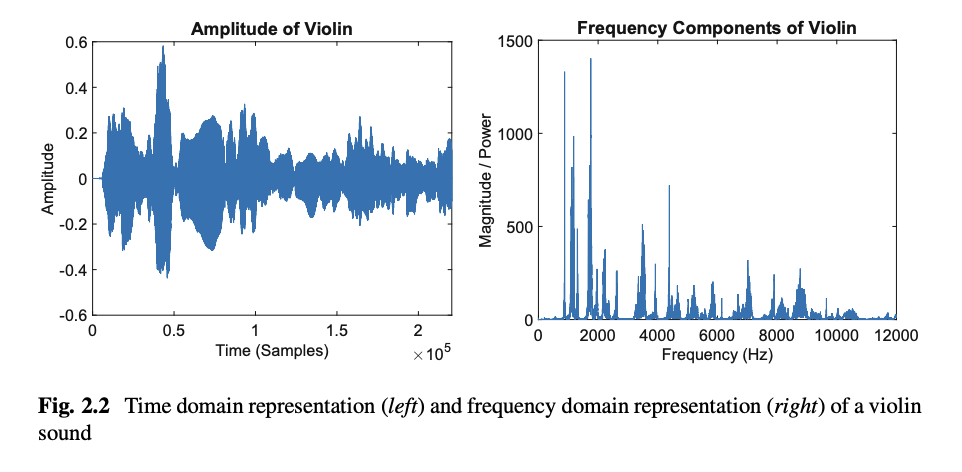 Amplitude of Violin
0.6
0.4
0.2
0
-0.2
-0.4
-0.6
Amplitude
0 0.5 1 1.5 2
Time (Samples)
×10⁵
Frequency Components of Violin
1500
1000
500
0
Magnitude / Power
0 2000 4000 6000 8000 10000 12000
Frequency (Hz)
Fig. 2.2 Time domain representation (left) and frequency domain representation (right) of a violin
sound